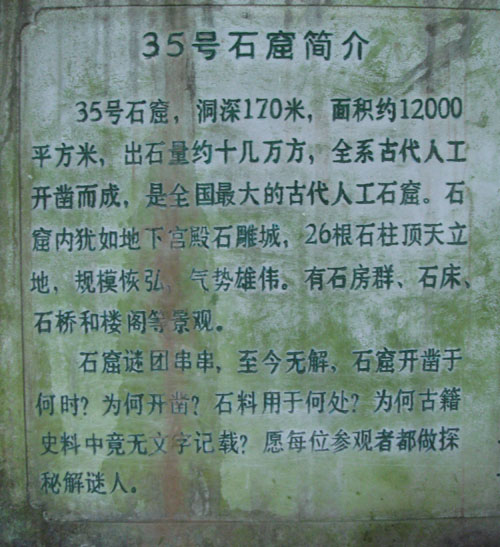 35号石窟简介
35号石窟，洞深170米，面积约12000
平方米，出石量约十几万方，全系古代人工
开凿而成，是全国最大的古代人工石窟。石
窟内犹如地下宫殿石雕城，26根石柱顶天立
地，规模恢弘，气势雄伟。有石房群、石床、
石桥和楼阁等景观。
石窟谜团串串，至今无解，石窟开凿于
何时？为何开凿？石料用于何处？为何古籍
史料中竟无文字记载？愿每位参观者都做探
秘解谜人。